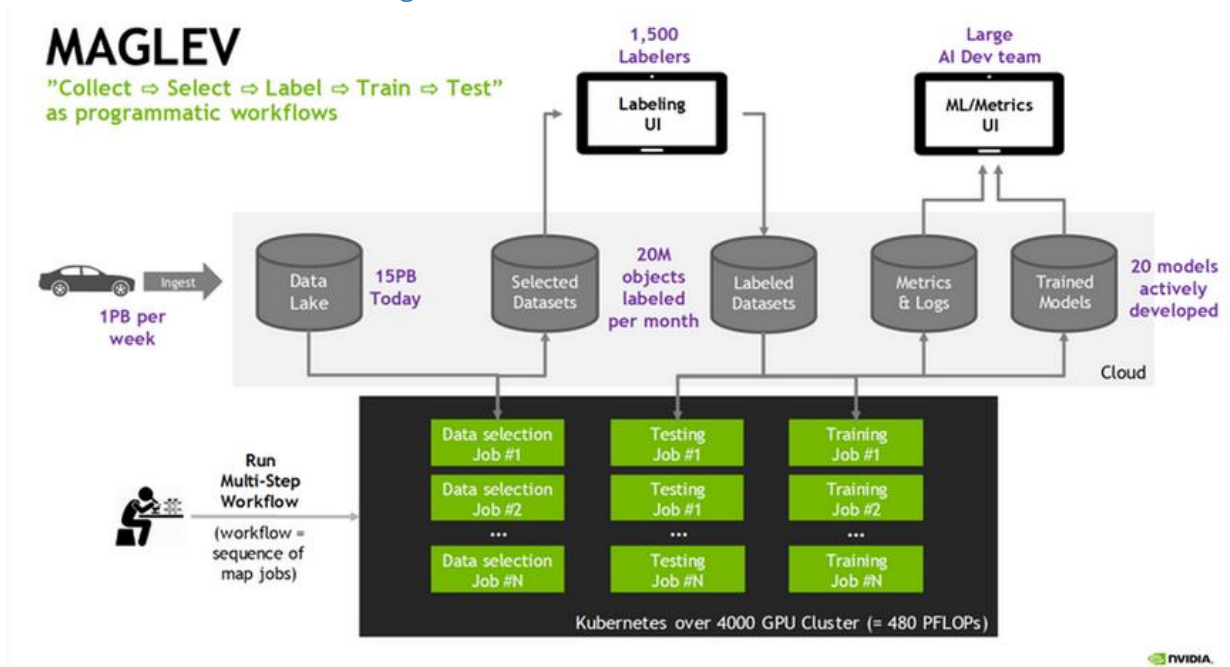 MAGLEV
"Collect ⇨ Select ⇨ Label ⇨ Train ⇨ Test"
as programmatic workflows
1,500
Labelers
Labeling
UI
Large
AI Dev team
ML/Metrics
UI
Ingest
1PB per
week
Data
Lake
15PB
Today
Selected
Datasets
20M
objects
labeled
per month
Labeled
Datasets
Metrics
& Logs
Trained
Models
20 models
actively
developed
Cloud
Run
Multi-Step
Workflow
(workflow =
sequence of
map jobs)
Data selection
Job #1
Testing
Job #1
Training
Job #1
Data selection
Job #2
Testing
Job #1
Training
Job #2
...
...
...
Data selection
Job #N
Testing
Job #N
Training
Job #N
Kubernetes over 4000 GPU Cluster (= 480 PFLOPs)
NVIDIA.